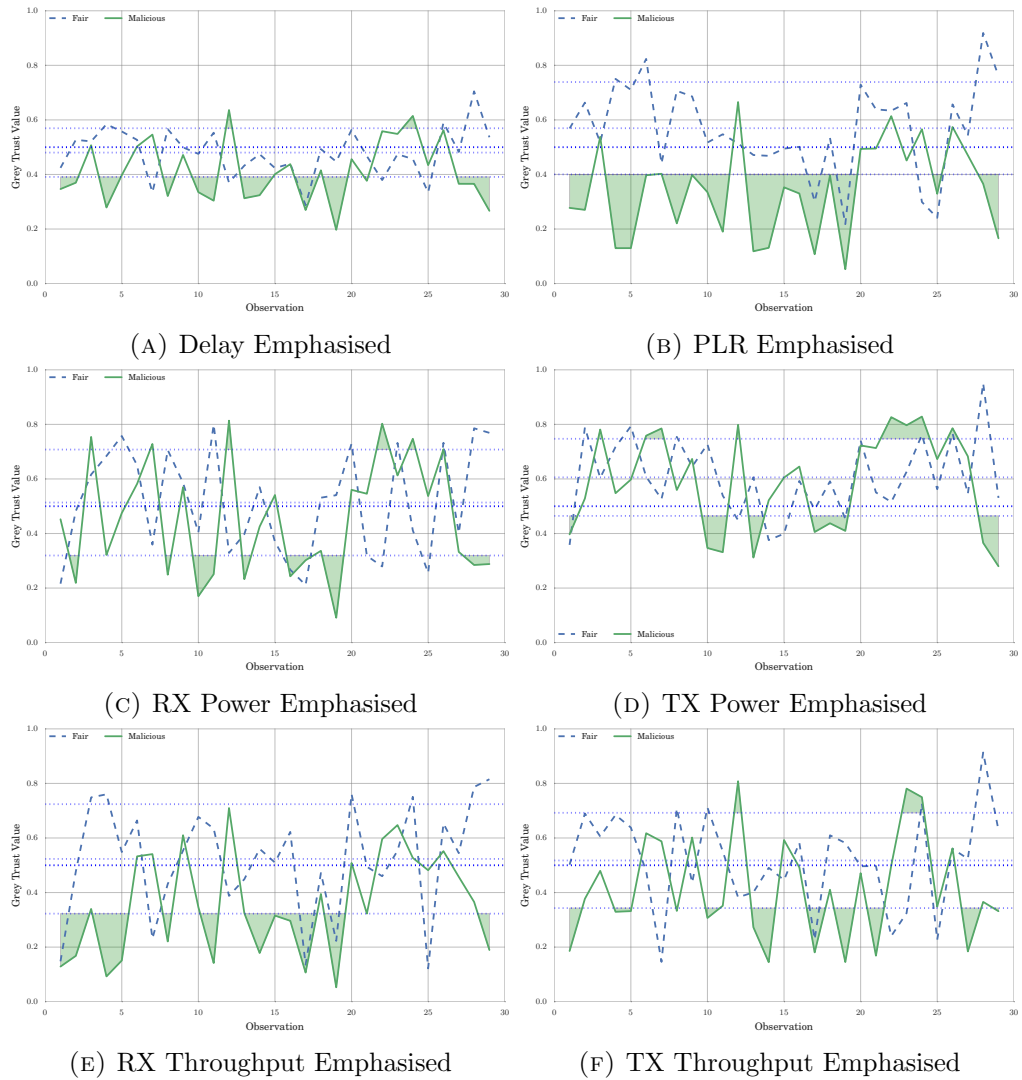 Fair Malicious
Grey Trust Value
1.0
0.8
0.6
0.4
0.2
0.0
0 5 10 15 20 25 30
Observation
(A) Delay Emphasised
Fair Malicious
Grey Trust Value
1.0
0.8
0.6
0.4
0.2
0.0
0 5 10 15 20 25 30
Observation
(B) PLR Emphasised
Fair Malicious
Grey Trust Value
1.0
0.8
0.6
0.4
0.2
0.0
0 5 10 15 20 25 30
Observation
(C) RX Power Emphasised
Grey Trust Value
1.0
0.8
0.6
0.4
0.2
0.0
Fair Malicious
0 5 10 15 20 25 30
Observation
(D) TX Power Emphasised
Fair Malicious
Grey Trust Value
1.0
0.8
0.6
0.4
0.2
0.0
0 5 10 15 20 25 30
Observation
(E) RX Throughput Emphasised
Fair Malicious
Grey Trust Value
1.0
0.8
0.6
0.4
0.2
0.0
0 5 10 15 20 25 30
Observation
(F) TX Throughput Emphasised